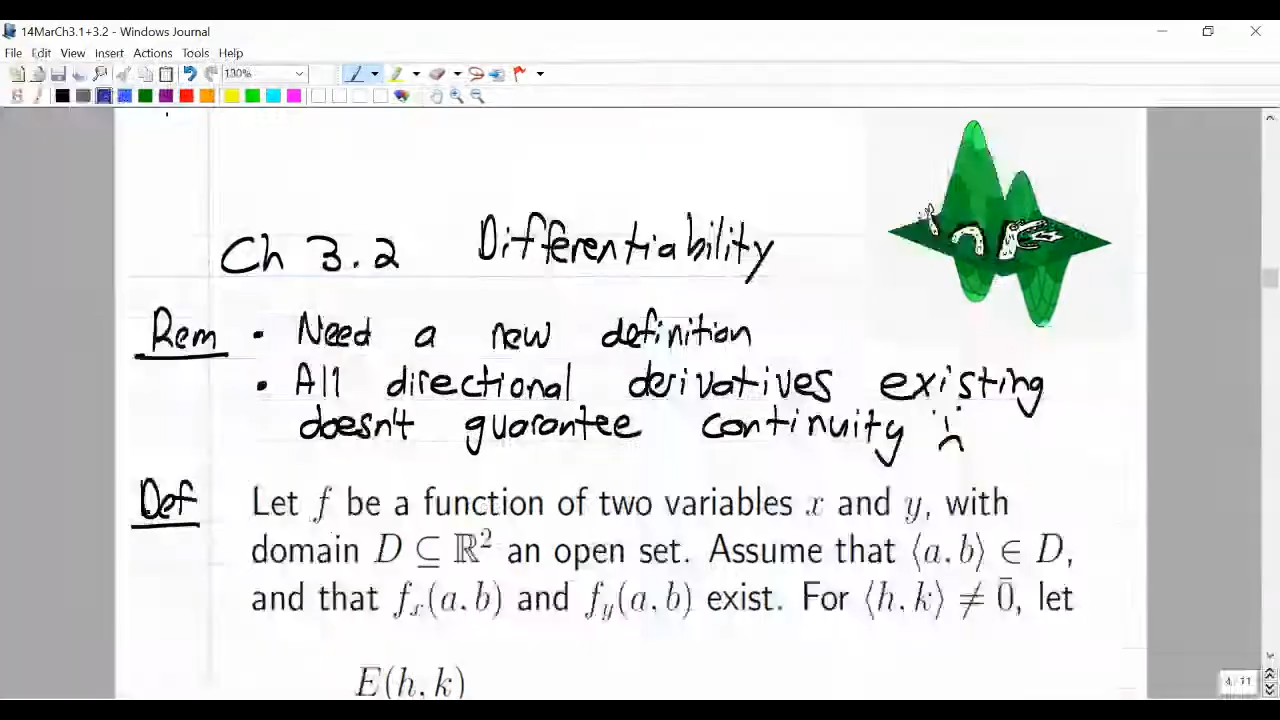 14MarCh3.1+3.2 - Windows Journal
File Edit View Insert Actions Tools Help
130%
Ch 3.2 Differentiability
Rem • Need a new definition
• All directional derivatives existing
doesn't guarantee continuity
Def Let f be a function of two variables x and y, with
domain D ⊆ ℝ² an open set. Assume that ⟨a, b⟩ ∈ D,
and that fₓ(a, b) and f_y(a, b) exist. For ⟨h, k⟩ ≠ 0̄, let
E(h, k)
4 / 11